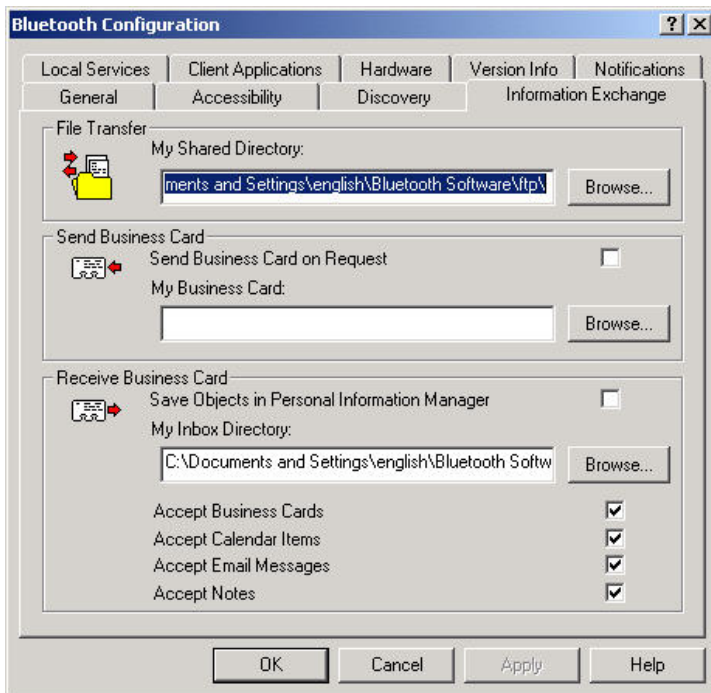 Bluetooth Configuration
Local Services Client Applications Hardware Version Info Notifications
General Accessibility Discovery Information Exchange
File Transfer
My Shared Directory:
ments and Settings\english\Bluetooth Software\ftp\ Browse...
Send Business Card
Send Business Card on Request
My Business Card:
Browse...
Receive Business Card
Save Objects in Personal Information Manager
My Inbox Directory:
C:\Documents and Settings\english\Bluetooth Softw Browse...
Accept Business Cards
Accept Calendar Items
Accept Email Messages
Accept Notes
OK Cancel Apply Help